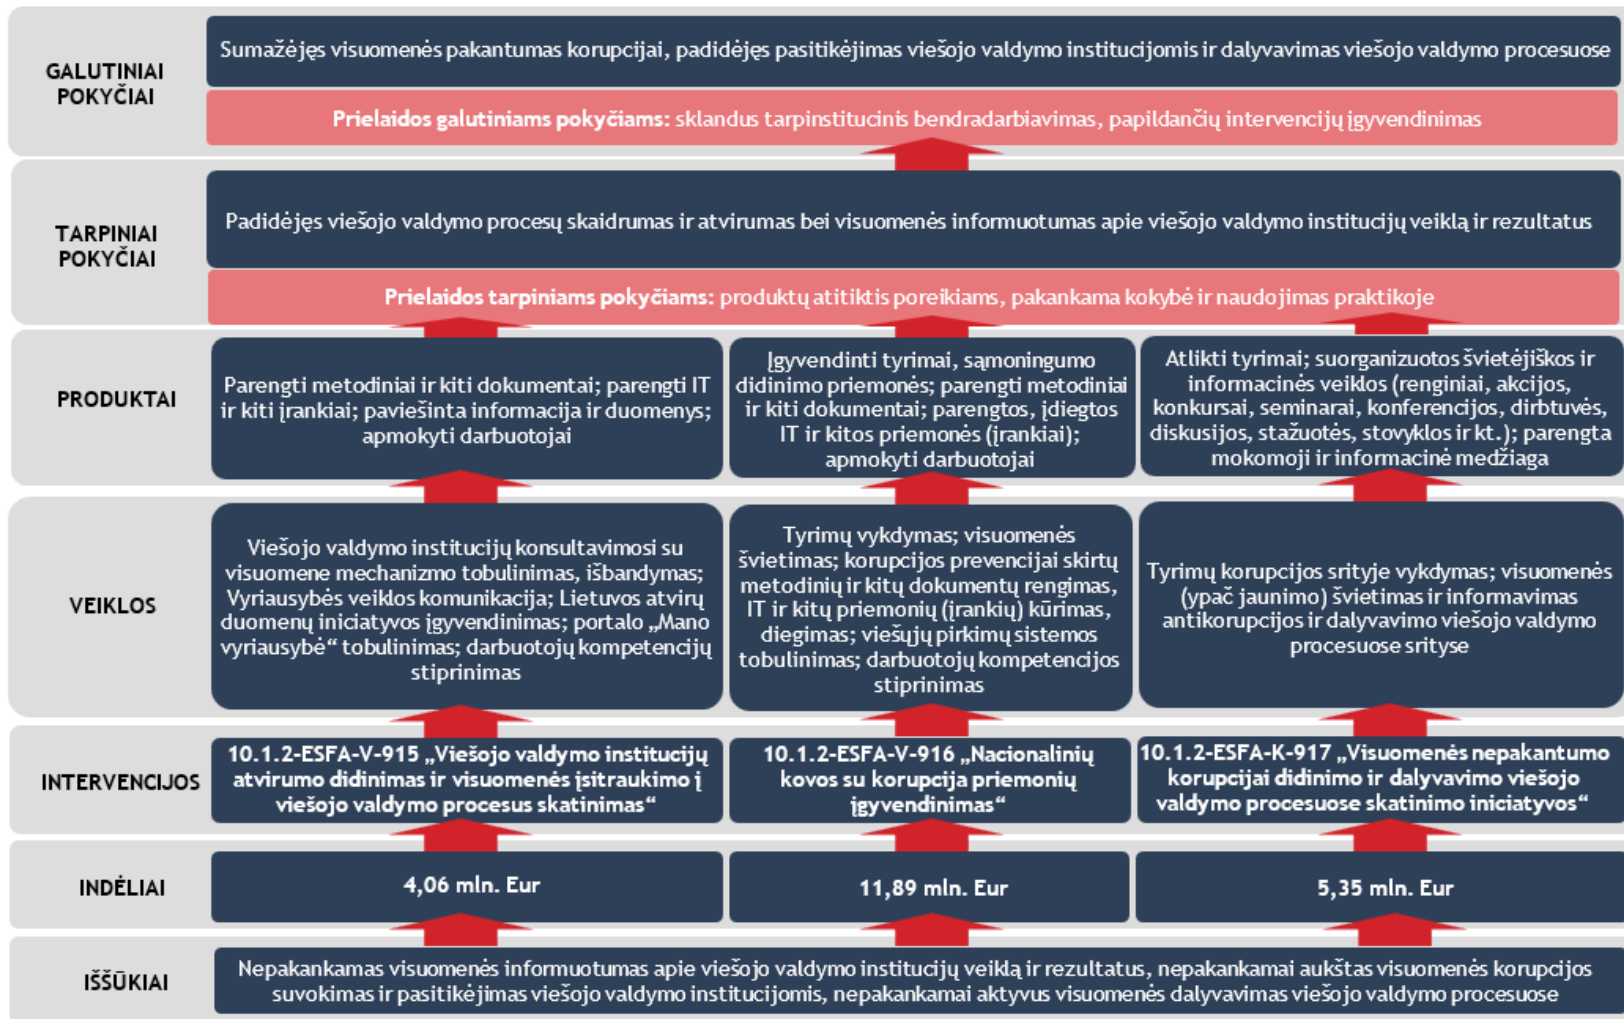 GALUTINIAI
POKYČIAI
Sumažėjęs visuomenės pakantumas korupcijai, padidėjęs pasitikėjimas viešojo valdymo institucijomis ir dalyvavimas viešojo valdymo procesuose
Prielaidos galutiniams pokyčiams: sklandus tarpinstitucinis bendradarbiavimas, papildančių intervencijų įgyvendinimas
TARPINIAI
POKYČIAI
Padidėjęs viešojo valdymo procesų skaidrumas ir atvirumas bei visuomenės informuotumas apie viešojo valdymo institucijų veiklą ir rezultatus
Prielaidos tarpiniams pokyčiams: produktų atitiktis poreikiams, pakankama kokybė ir naudojimas praktikoje
PRODUKTAI
Parengti metodiniai ir kiti dokumentai; parengti IT
ir kiti įrankiai; paviešinta informacija ir duomenys;
apmokyti darbuotojai
Įgyvendinti tyrimai, sąmoningumo
didinimo priemonės; parengti metodiniai
ir kiti dokumentai; parengtos, įdiegtos
IT ir kitos priemonės (įrankiai);
apmokyti darbuotojai
Atlikti tyrimai; suorganizuotos švietėjiškos ir
informacinės veiklos (renginiai, akcijos,
konkursai, seminarai, konferencijos, dirbtuvės,
diskusijos, stažuotės, stovyklos ir kt.); parengta
mokomoji ir informacinė medžiaga
VEIKLOS
Viešojo valdymo institucijų konsultavimosi su
visuomene mechanizmo tobulinimas, išbandymas;
Vyriausybės veiklos komunikacija; Lietuvos atvirų
duomenų iniciatyvos įgyvendinimas; portalo „Mano
vyriausybė“ tobulinimas; darbuotojų kompetencijų
stiprinimas
Tyrimų vykdymas; visuomenės
švietimas; korupcijos prevencijai skirtų
metodinių ir kitų dokumentų rengimas,
IT ir kitų priemonių (įrankių) kūrimas,
diegimas; viešųjų pirkimų sistemos
tobulinimas; darbuotojų kompetencijos
stiprinimas
Tyrimų korupcijos srityje vykdymas; visuomenės
(ypač jaunimo) švietimas ir informavimas
antikorupcijos ir dalyvavimo viešojo valdymo
procesuose srityse
INTERVENCIJOS
10.1.2-ESFA-V-915 „Viešojo valdymo institucijų
atvirumo didinimas ir visuomenės įsitraukimo į
viešojo valdymo procesus skatinimas“
10.1.2-ESFA-V-916 „Nacionalinių
kovos su korupcija priemonių
įgyvendinimas“
10.1.2-ESFA-K-917 „Visuomenės nepakantumo
korupcijai didinimo ir dalyvavimo viešojo
valdymo procesuose skatinimo iniciatyvos“
INDĖLIAI
4,06 mln. Eur
11,89 mln. Eur
5,35 mln. Eur
IŠŠŪKIAI
Nepakankamas visuomenės informuotumas apie viešojo valdymo institucijų veiklą ir rezultatus, nepakankamai aukštas visuomenės korupcijos
suvokimas ir pasitikėjimas viešojo valdymo institucijomis, nepakankamai aktyvus visuomenės dalyvavimas viešojo valdymo procesuose